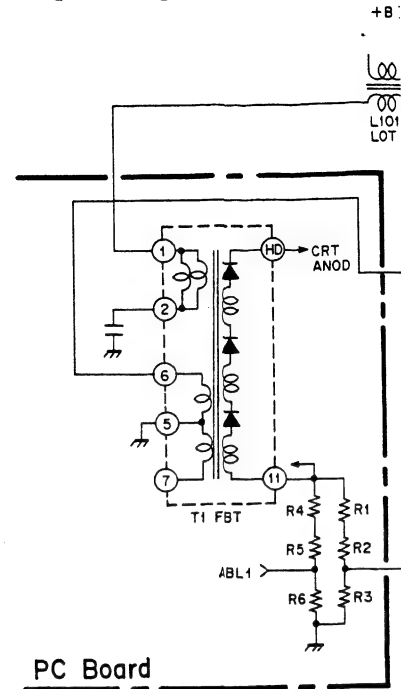 +B
L101
LOT
1
HD
CRT
ANOD
2
6
5
7
11
T1 FBT
R4
R1
R5
R2
ABL1
R6
R3
PC Board